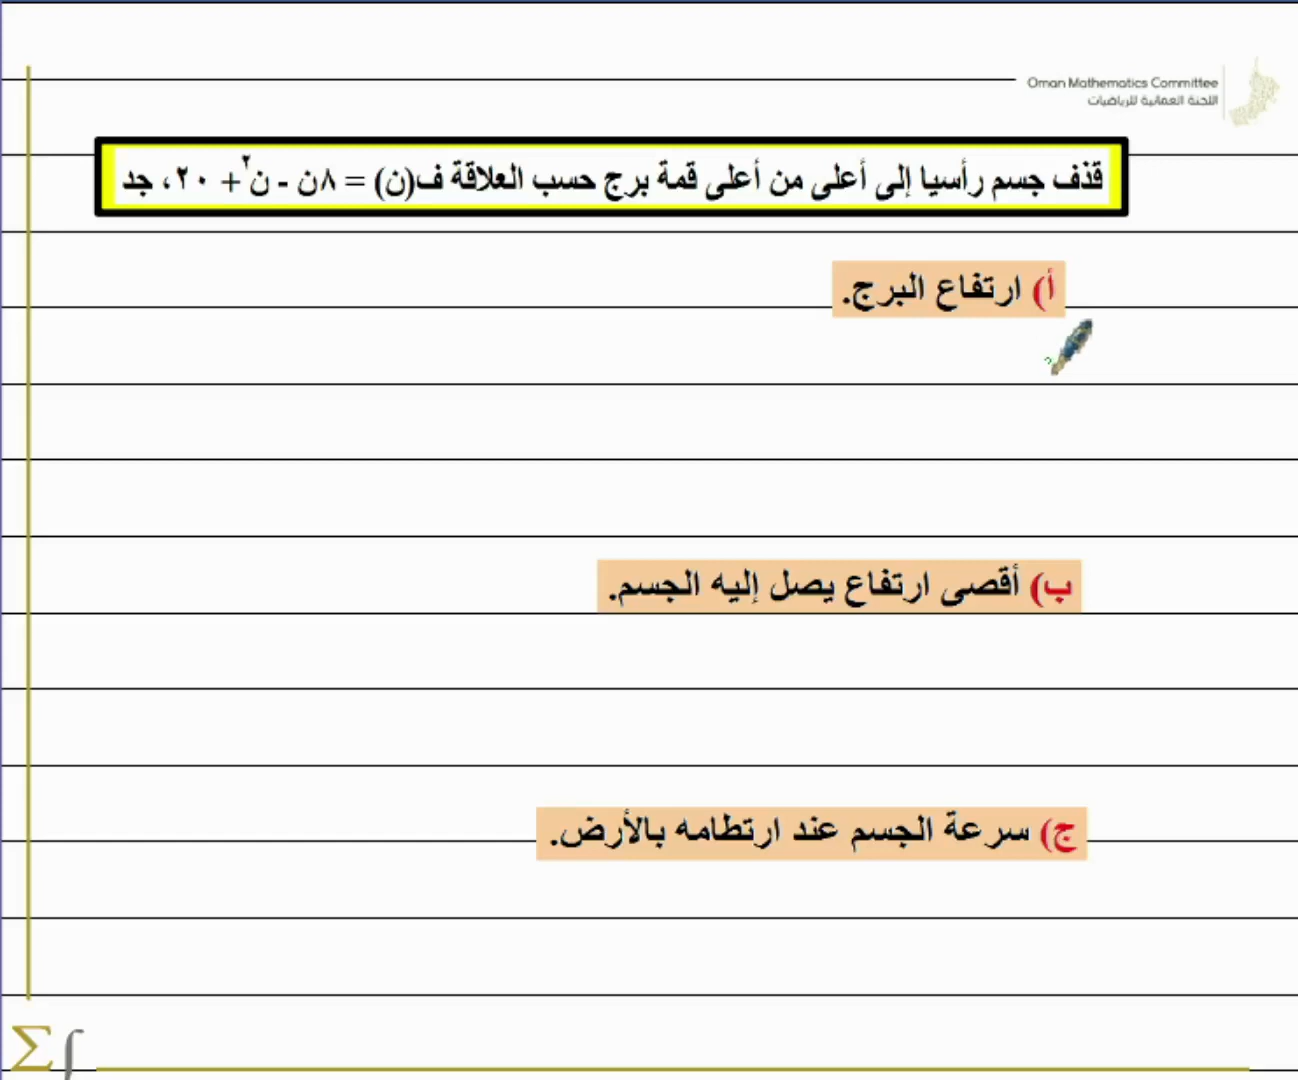 Oman Mathematics Committee
اللجنة العمانية للرياضيات
قذف جسم رأسيا إلى أعلى من أعلى قمة برج حسب العلاقة ف(ن) = ٨ن - ن٢ + ٢٠ ، جد
أ) ارتفاع البرج.
ب) أقصى ارتفاع يصل إليه الجسم.
ج) سرعة الجسم عند ارتطامه بالأرض.
Σ∫